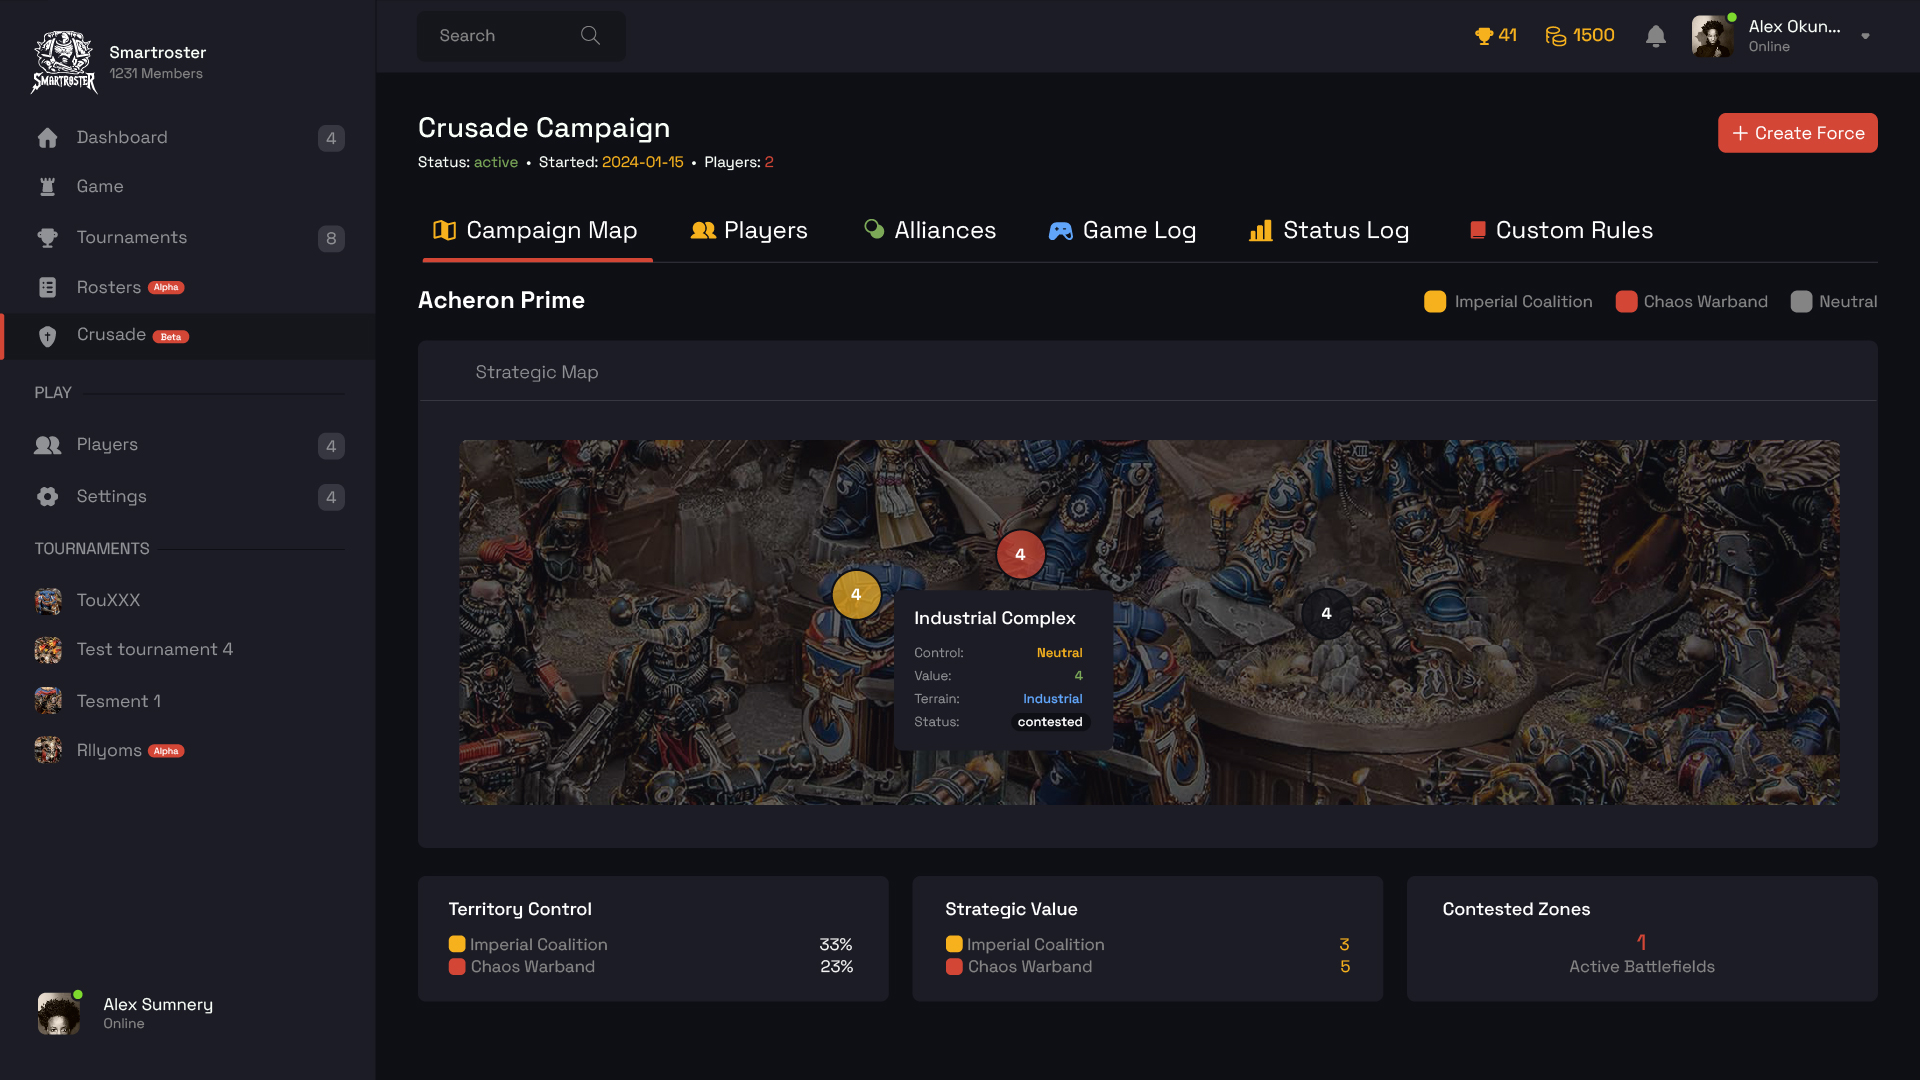 SMARTROSTER
Smartroster
1231 Members
Dashboard 4
Game
Tournaments 8
Rosters Alpha
Crusade Beta
PLAY
Players 4
Settings 4
TOURNAMENTS
TouXXX
Test tournament 4
Tesment 1
Rllyoms Alpha
Alex Sumnery
Online
Search
41
1500
Alex Okun...
Online
Crusade Campaign
Status: active • Started: 2024-01-15 • Players: 2
+ Create Force
Campaign Map
Players
Alliances
Game Log
Status Log
Custom Rules
Acheron Prime
Imperial Coalition
Chaos Warband
Neutral
Strategic Map
4
4
4
Industrial Complex
Control: Neutral
Value: 4
Terrain: Industrial
Status: contested
Territory Control
Imperial Coalition 33%
Chaos Warband 23%
Strategic Value
Imperial Coalition 3
Chaos Warband 5
Contested Zones
1
Active Battlefields